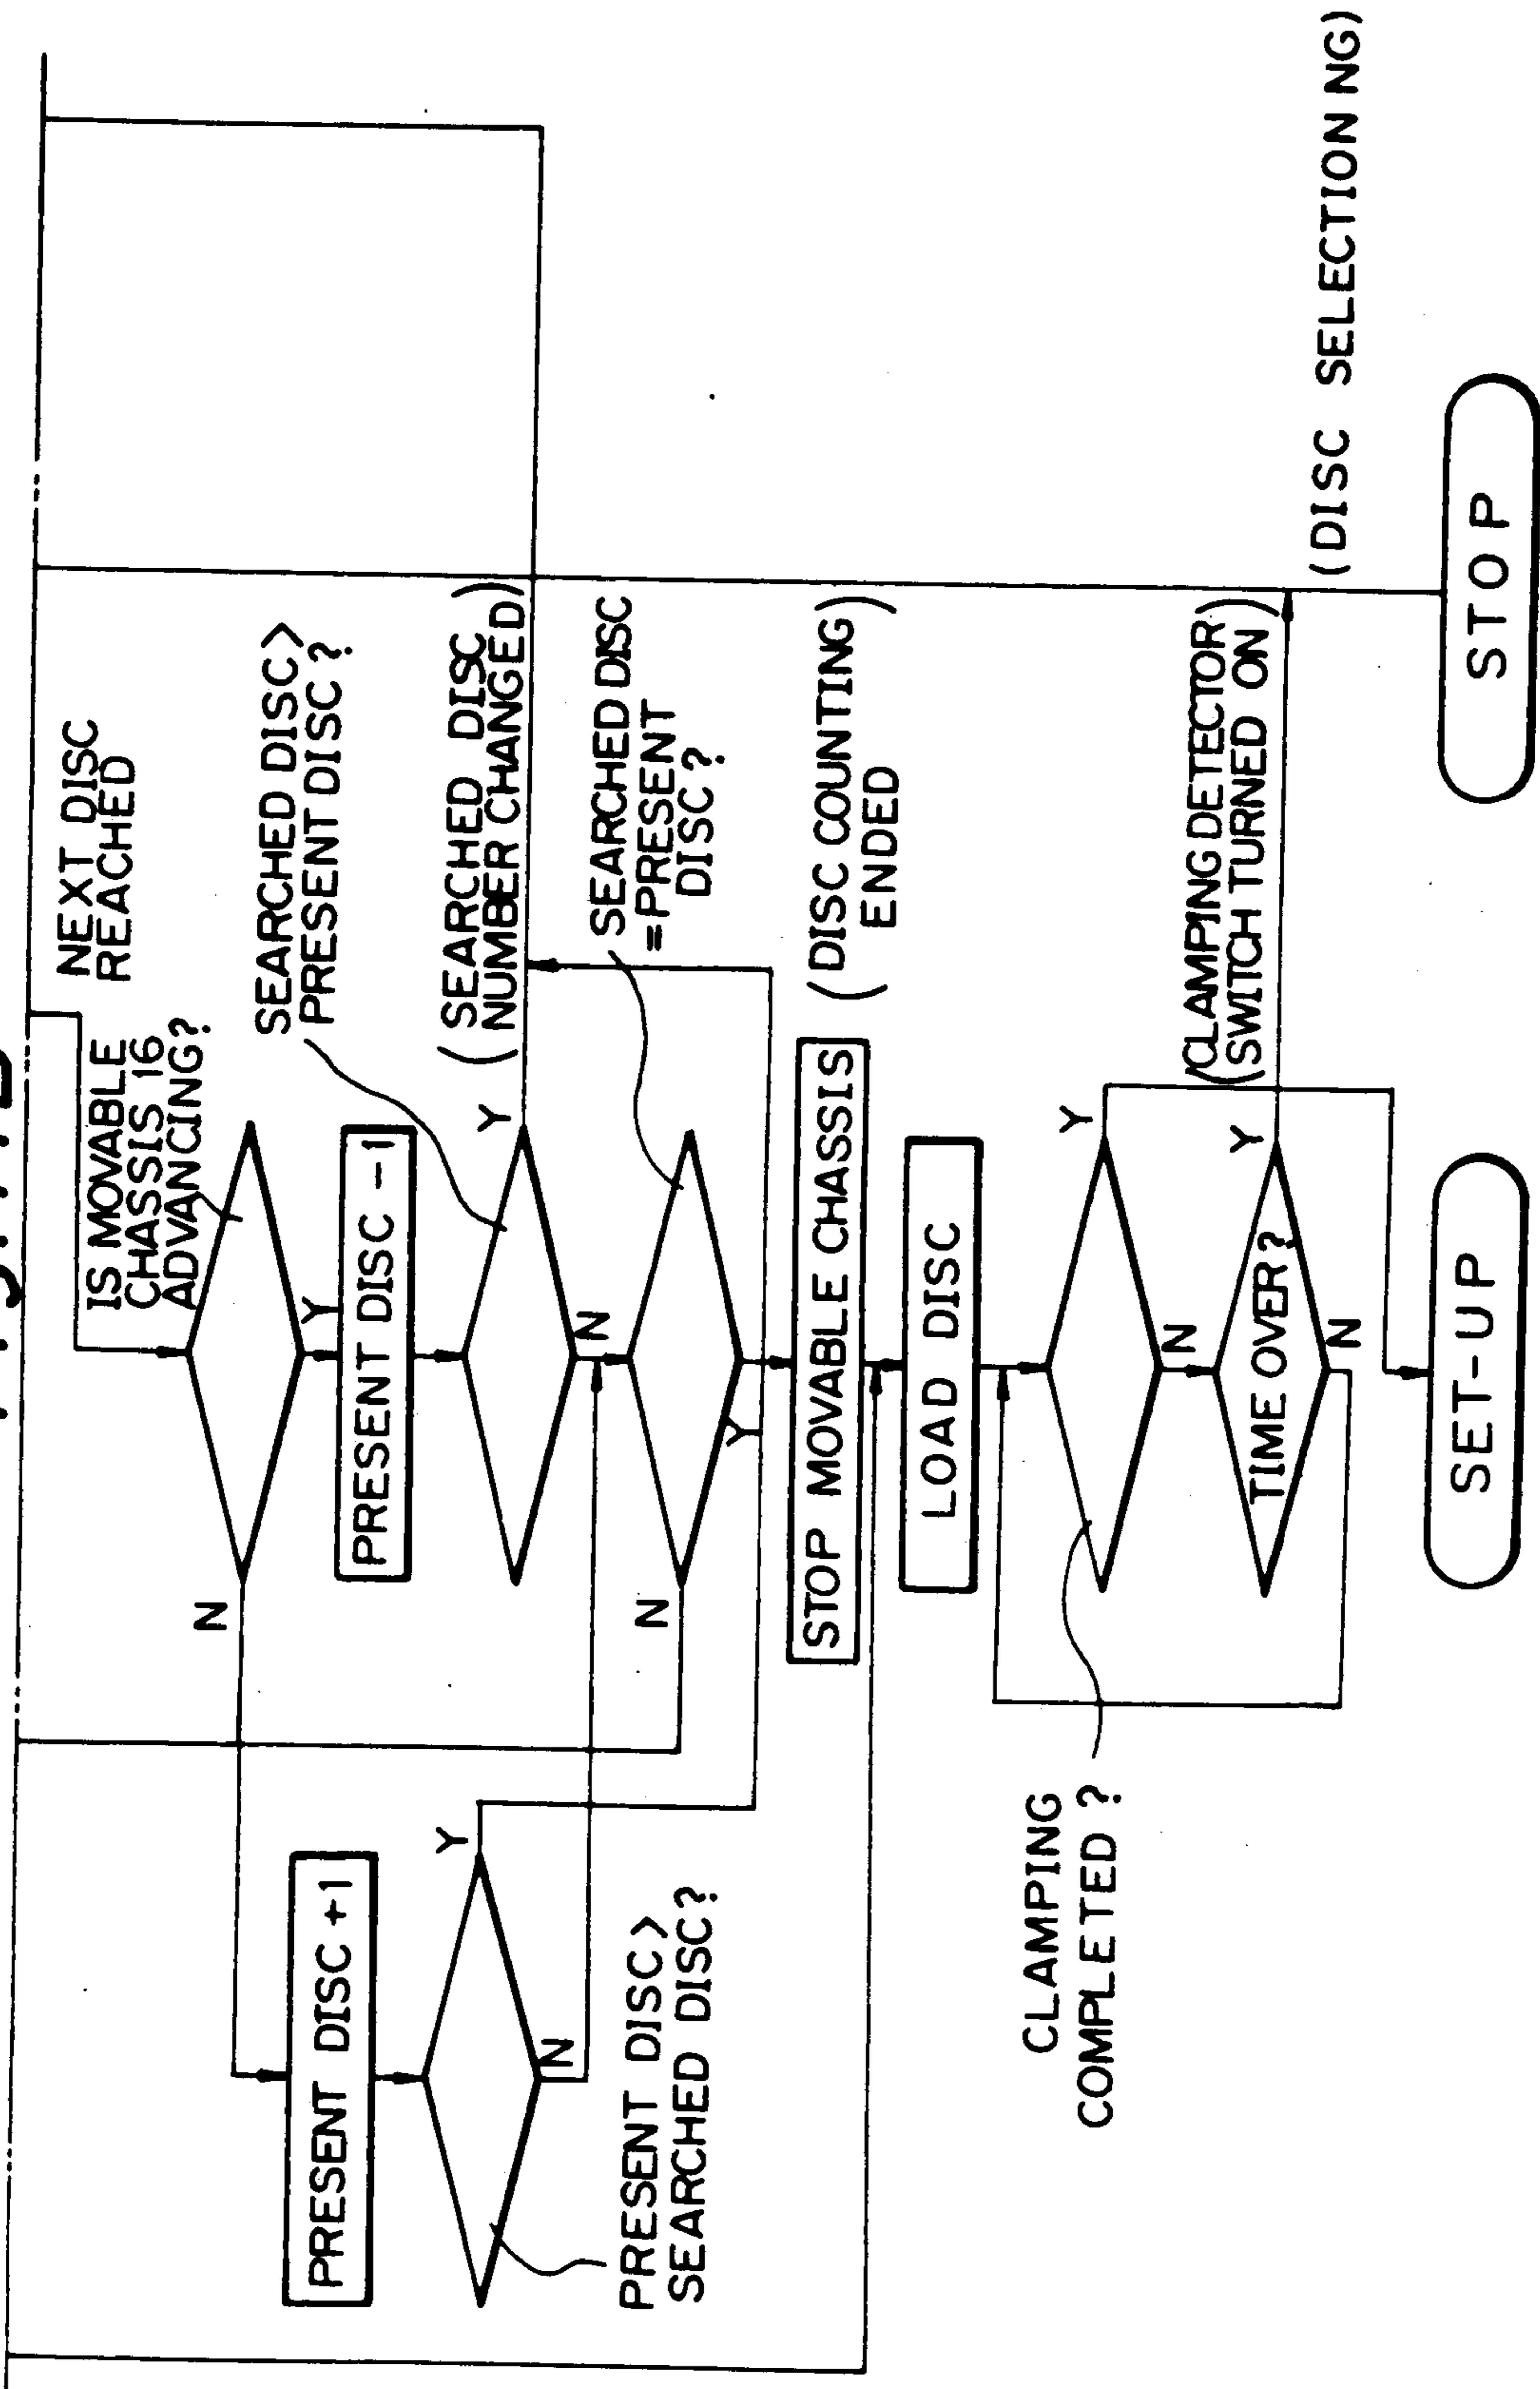 NEXT DISC
REACHED
IS MOVABLE
CHASSIS 16
ADVANCING?
N
Y
PRESENT DISC -1
SEARCHED DISC>
PRESENT DISC?
PRESENT DISC +1
Y
(SEARCHED DISC
NUMBER CHANGED)
Y
N
N
PRESENT DISC>
SEARCHED DISC?
SEARCHED DISC
=PRESENT
DISC?
N
Y
STOP MOVABLE CHASSIS
(DISC COUNTING)
ENDED
LOAD DISC
CLAMPING
COMPLETED?
Y
N
(CLAMPING DETECTOR)
SWITCH TURNED ON
TIME OVER?
Y
N
(DISC SELECTION NG)
SET-UP
STOP